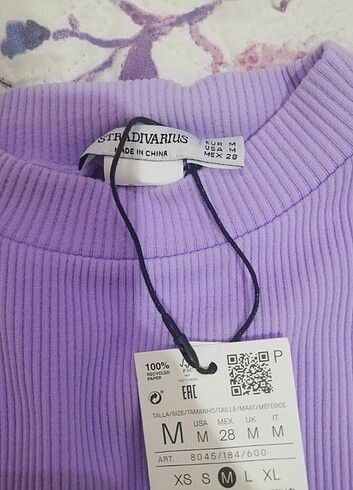 STRADIVARIUS
MADE IN CHINA
EUR M
USA M
MEX 28
100%
RECYCLED
PAPER
FSC
P
EAC
TALLA/SIZE/TAMANHO/TAILLE/MAAT/ΜΕΓΕΘΟΣ
USA MEX UK IT
M M 28 M M
ART. 8045/184/600
XS S M L XL